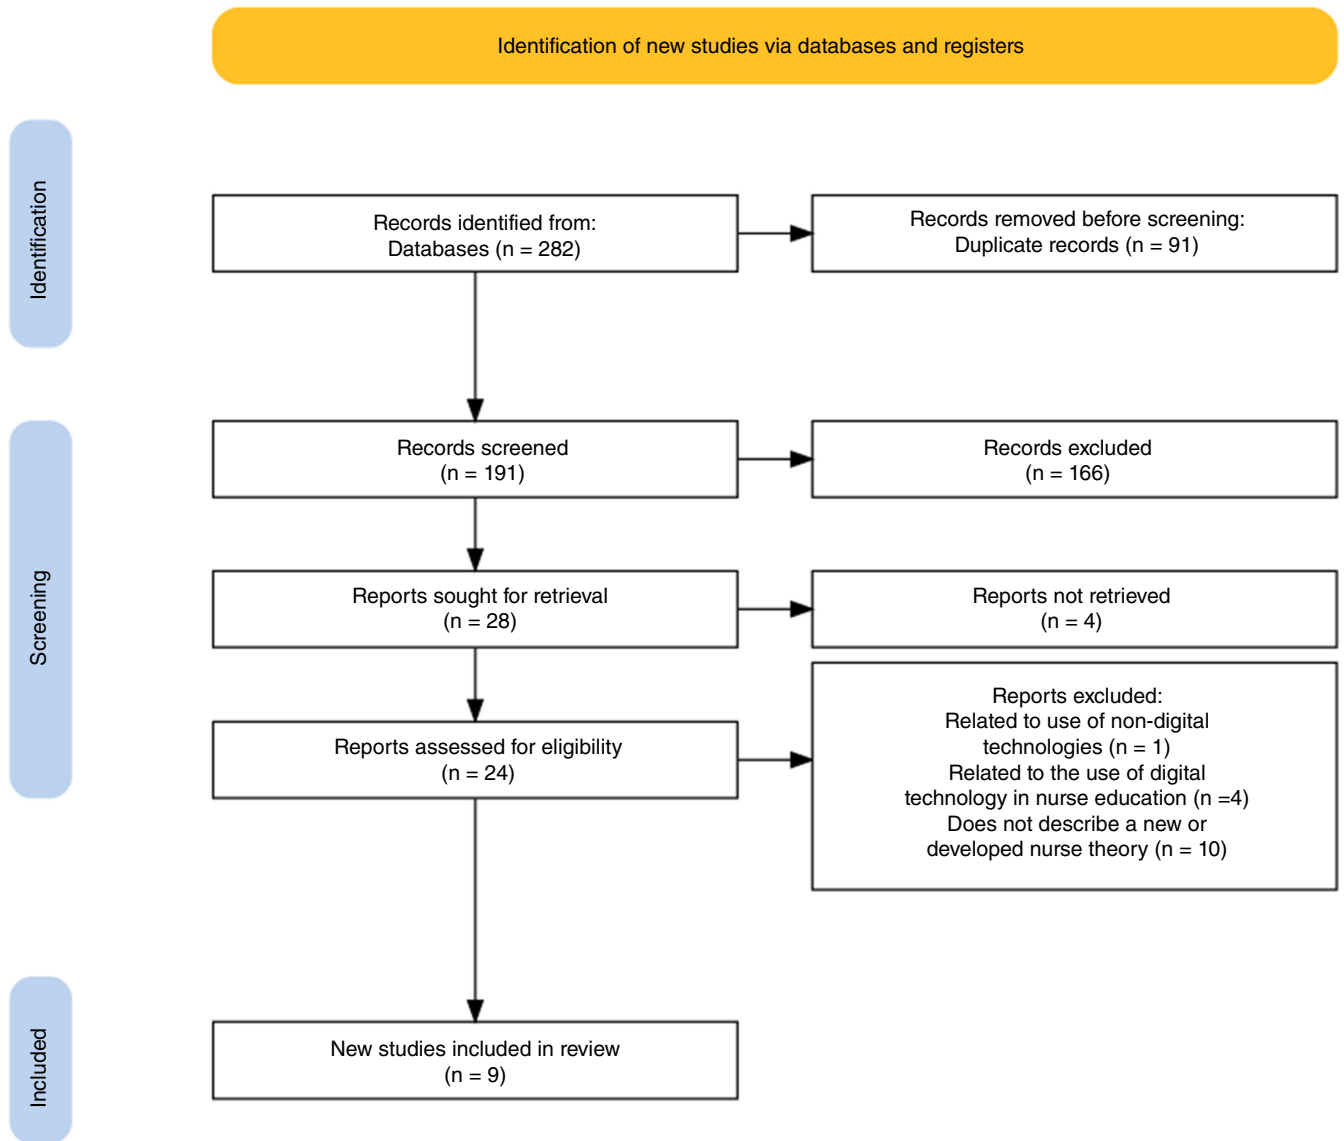 Identification of new studies via databases and registers
Identification
Records identified from:
Databases (n = 282)
Records removed before screening:
Duplicate records (n = 91)
Screening
Records screened
(n = 191)
Records excluded
(n = 166)
Reports sought for retrieval
(n = 28)
Reports not retrieved
(n = 4)
Reports assessed for eligibility
(n = 24)
Reports excluded:
Related to use of non-digital
technologies (n = 1)
Related to the use of digital
technology in nurse education (n =4)
Does not describe a new or
developed nurse theory (n = 10)
Included
New studies included in review
(n = 9)